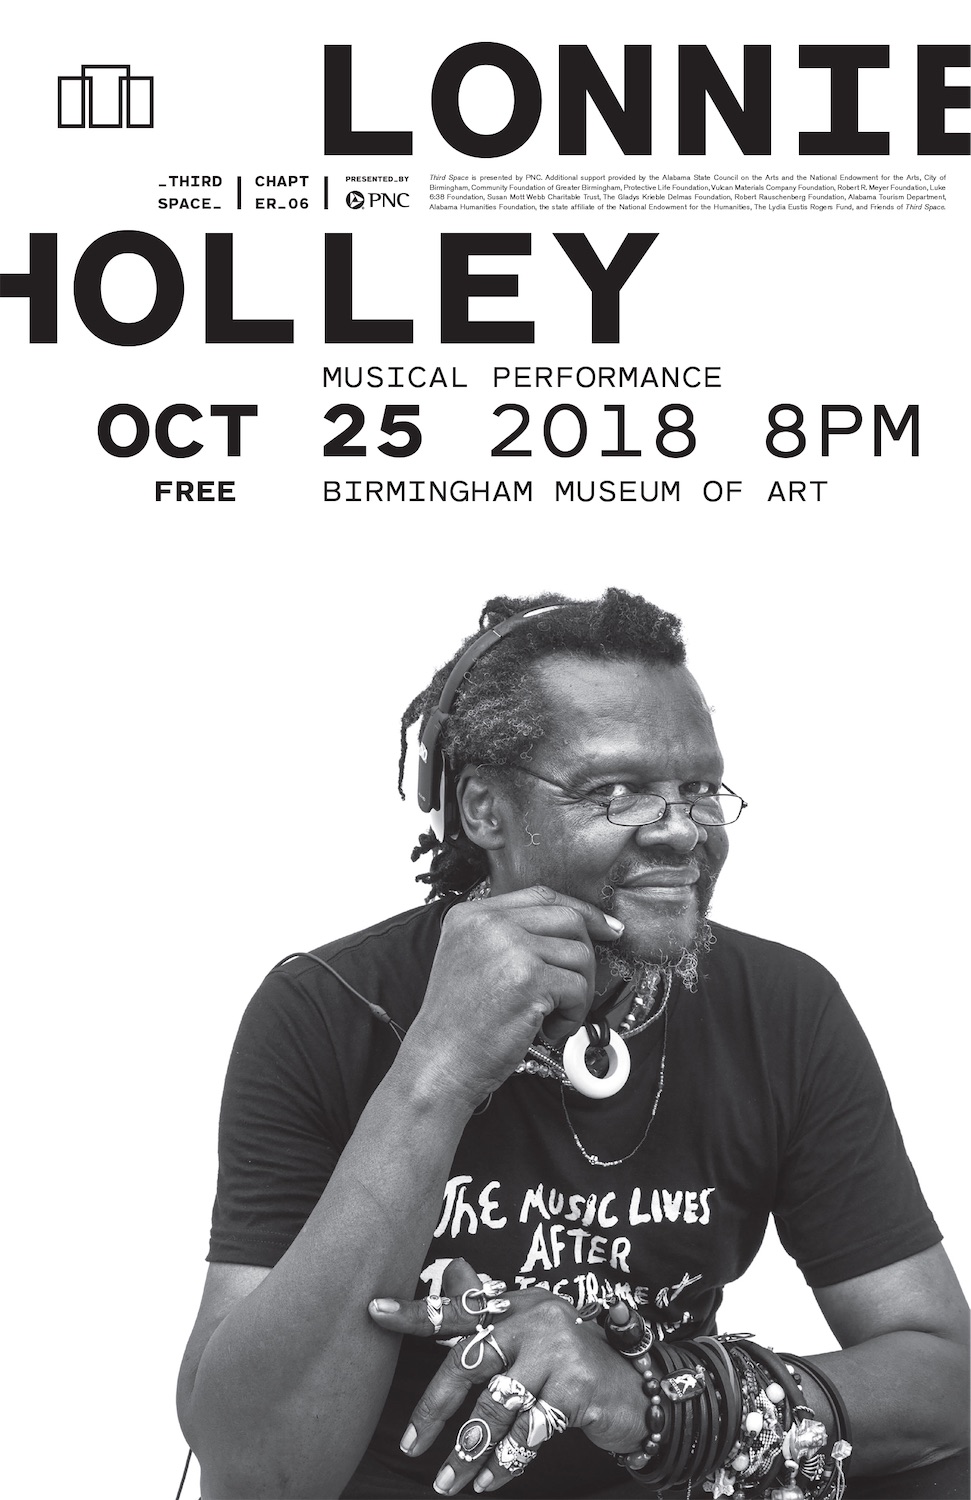 LONNIE
_THIRD
SPACE_
CHAPT
ER_06
PRESENTED_BY
PNC
Third Space is presented by PNC. Additional support provided by the Alabama State Council on the Arts and the National Endowment for the Arts, City of
Birmingham, Community Foundation of Greater Birmingham, Protective Life Foundation, Vulcan Materials Company Foundation, Robert R. Meyer Foundation, Luke
6:38 Foundation, Susan Mott Webb Charitable Trust, The Gladys Krieble Delmas Foundation, Robert Rauschenberg Foundation, Alabama Tourism Department,
Alabama Humanities Foundation, the state affiliate of the National Endowment for the Humanities, The Lydia Eustis Rogers Fund, and Friends of Third Space.
HOLLEY
MUSICAL PERFORMANCE
OCT 25 2018 8PM
FREE BIRMINGHAM MUSEUM OF ART
THE MUSIC LIVES
AFTER